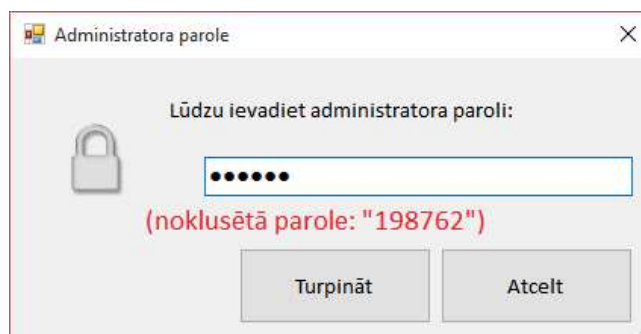 Administratora parole
Lūdzu ievadiet administratora paroli:
●●●●●●
(noklusētā parole: "198762")
Turpināt Atcelt